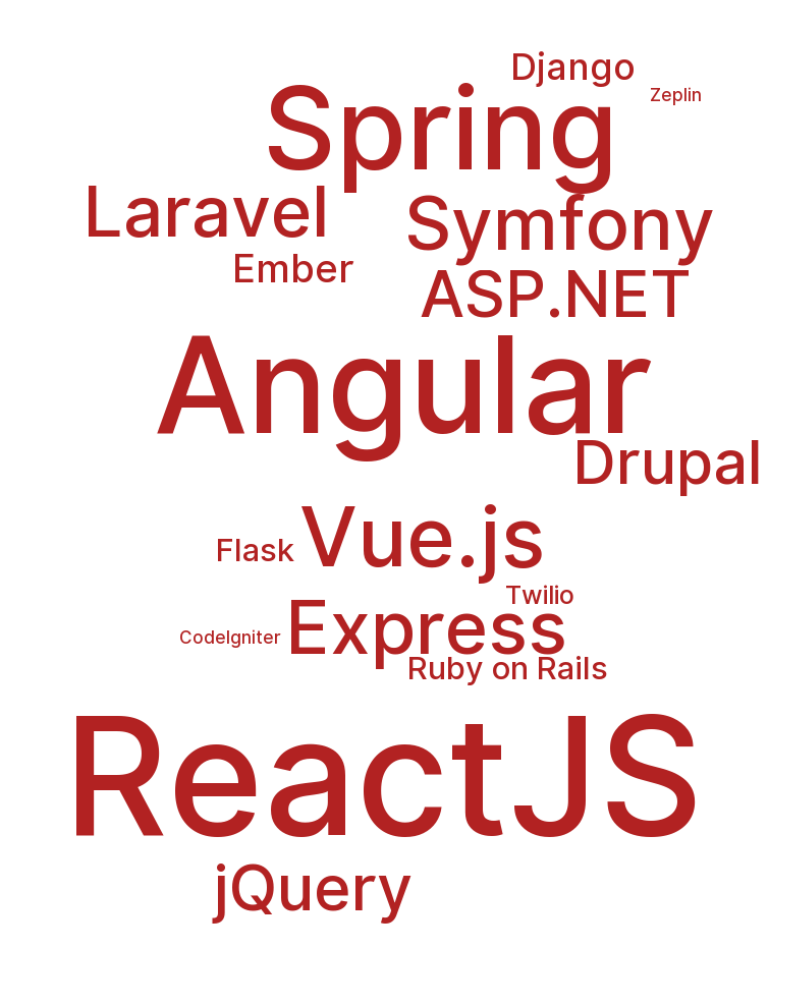 Django
Zeplin
Spring
Laravel
Symfony
Ember
ASP.NET
Angular
Drupal
Vue.js
Flask
Twilio
Express
CodeIgniter
Ruby on Rails
ReactJS
jQuery